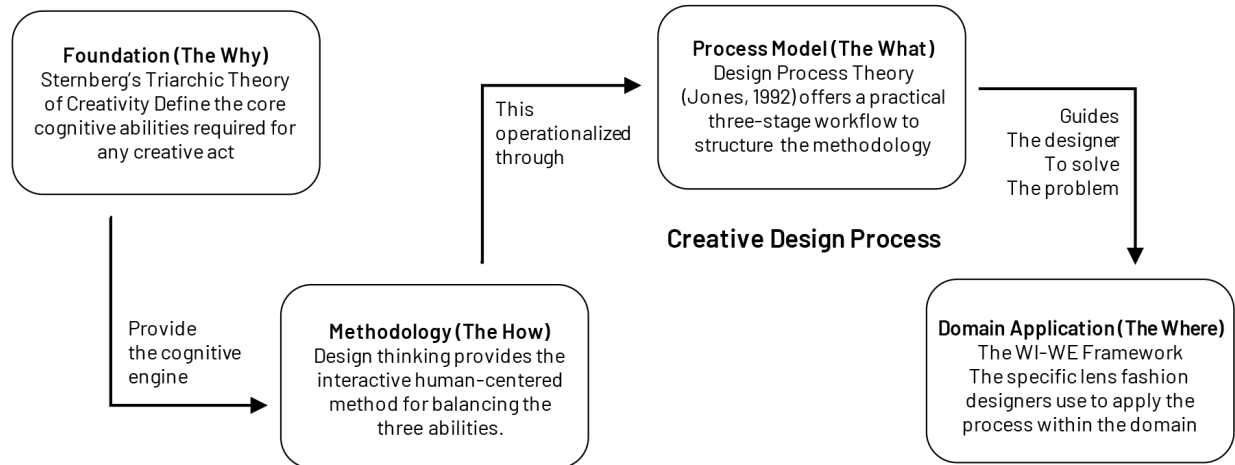 Foundation (The Why)
Sternberg's Triarchic Theory
of Creativity Define the core
cognitive abilities required for
any creative act
Provide
the cognitive
engine
Methodology (The How)
Design thinking provides the
interactive human-centered
method for balancing the
three abilities.
This
operationalized
through
Process Model (The What)
Design Process Theory
(Jones, 1992) offers a practical
three-stage workflow to
structure the methodology
Creative Design Process
Guides
The designer
To solve
The problem
Domain Application (The Where)
The WI-WE Framework
The specific lens fashion
designers use to apply the
process within the domain